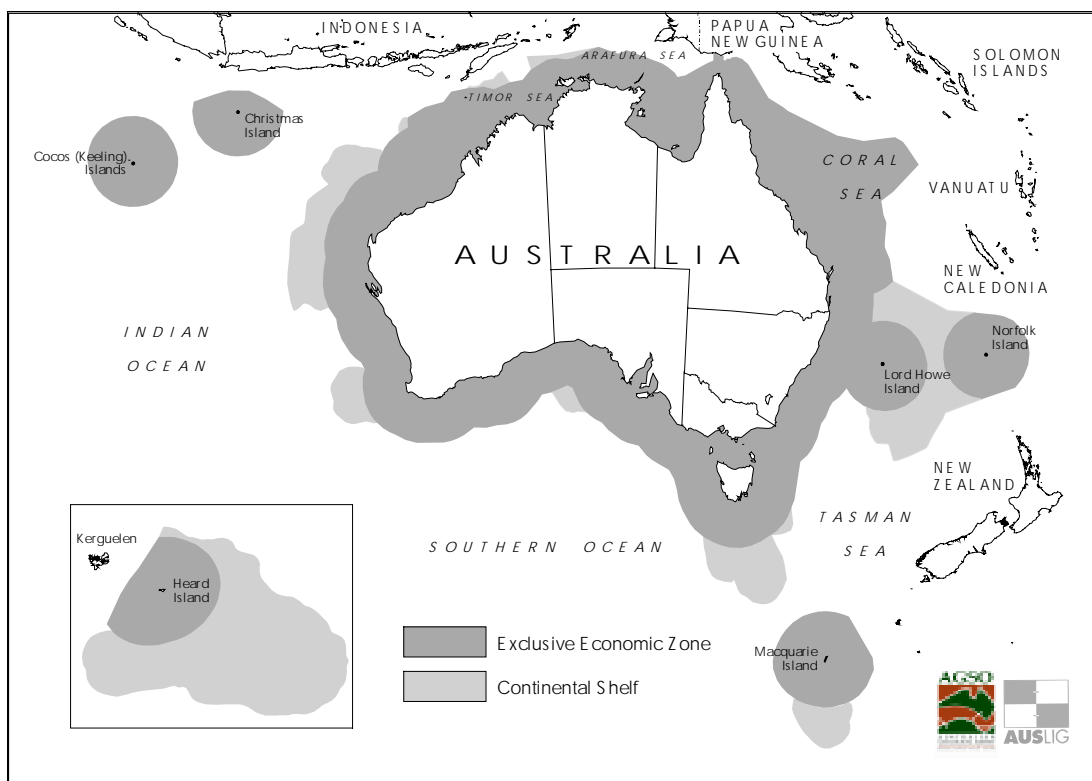 INDONESIA
PAPUA
NEW GUINEA
SOLOMON
ISLANDS
ARAFURA SEA
TIMOR SEA
Christmas
Island
Cocos (Keeling)
Islands
CORAL
SEA
VANUATU
AUSTRALIA
NEW
CALEDONIA
INDIAN
OCEAN
Norfolk
Island
Lord Howe
Island
NEW
ZEALAND
TASMAN
SEA
SOUTHERN OCEAN
Kerguelen
Heard
Island
Exclusive Economic Zone
Continental Shelf
Macquarie
Island
AGSO
AUSLIG